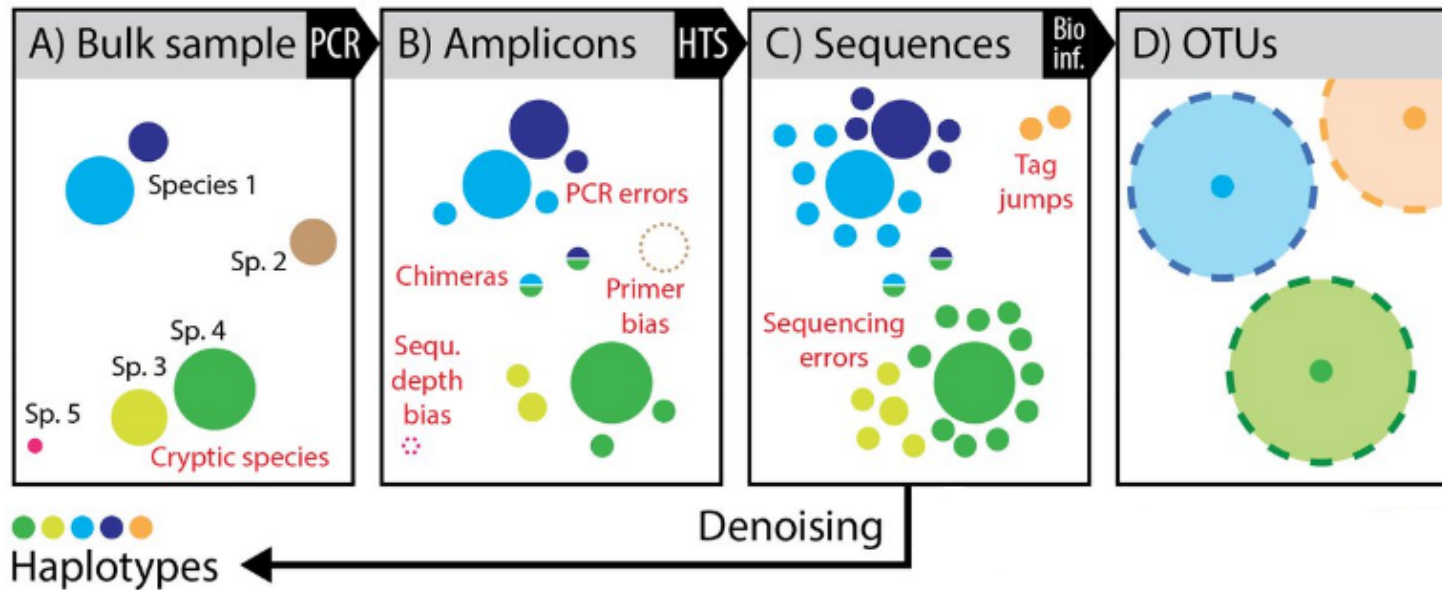 A) Bulk sample
PCR
B) Amplicons
HTS
C) Sequences
Bio
inf.
D) OTUs
Species 1
Sp. 2
Sp. 4
Sp. 3
Sp. 5
Cryptic species
PCR errors
Chimeras
Primer
bias
Sequ.
depth
bias
Tag
jumps
Sequencing
errors
Denoising
Haplotypes